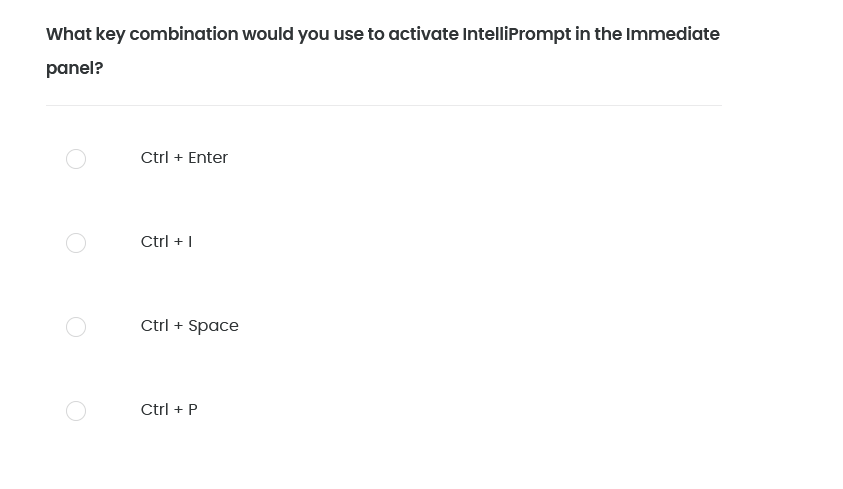 What key combination would you use to activate IntelliPrompt in the Immediate
panel?
Ctrl + Enter
Ctrl + I
Ctrl + Space
Ctrl + P